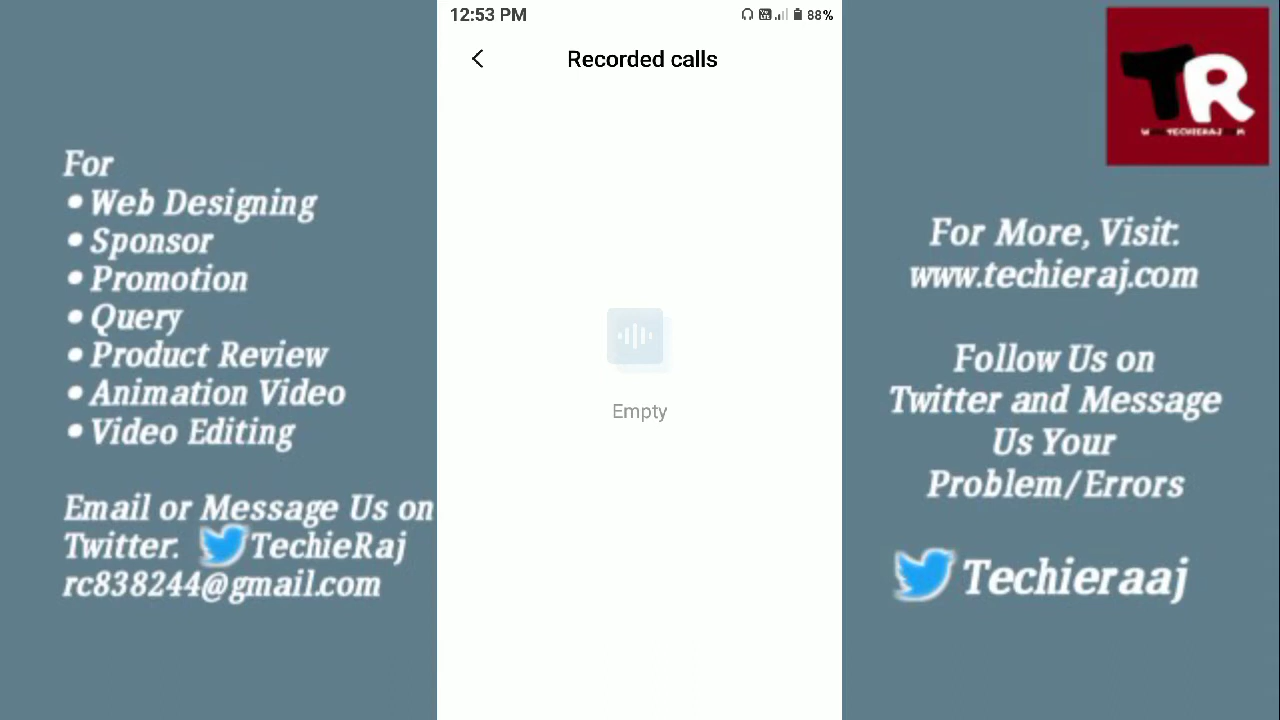 12:53 PM
88%
Recorded calls
Empty
For
• Web Designing
• Sponsor
• Promotion
• Query
• Product Review
• Animation Video
• Video Editing
Email or Message Us on
Twitter. TechieRaj
rc838244@gmail.com
TR
For More, Visit:
www.techieraj.com
Follow Us on
Twitter and Message
Us Your
Problem/Errors
Techieraaj